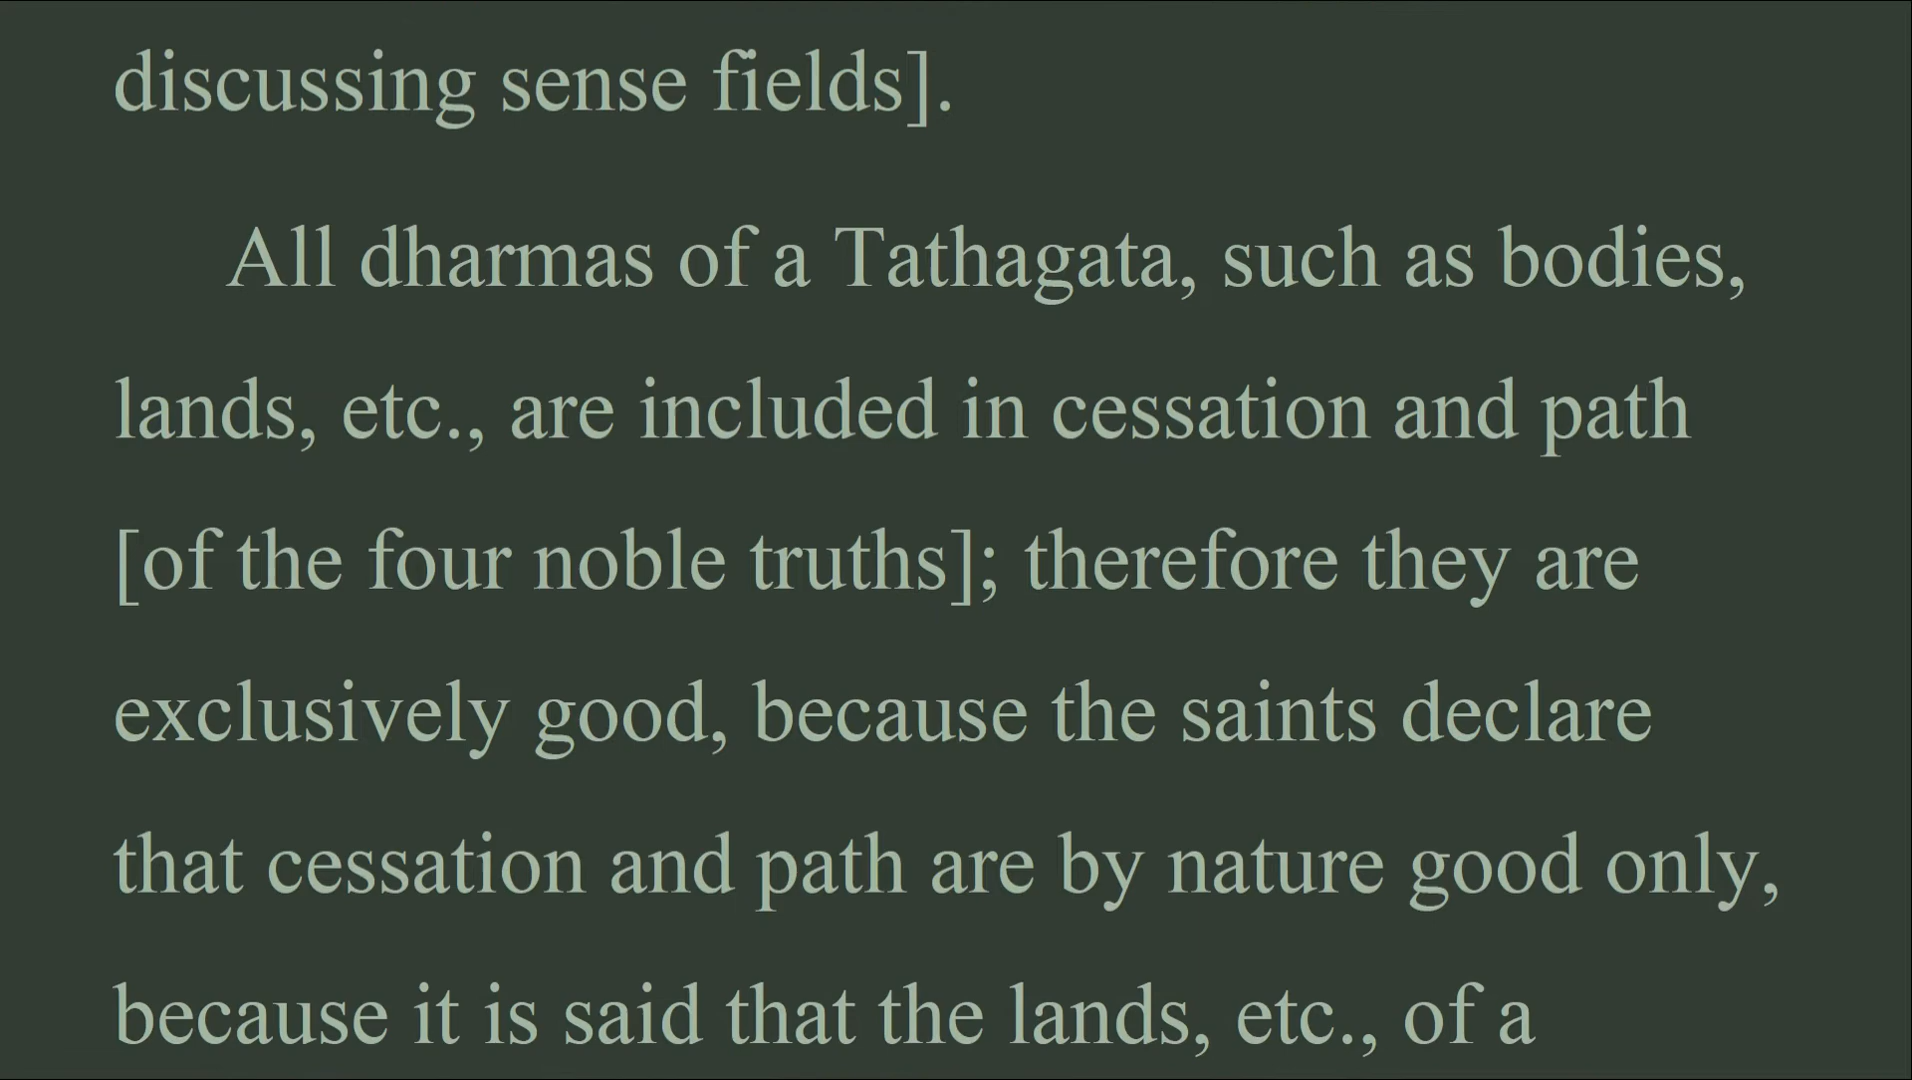 discussing sense fields].
All dharmas of a Tathagata, such as bodies,
lands, etc., are included in cessation and path
[of the four noble truths]; therefore they are
exclusively good, because the saints declare
that cessation and path are by nature good only,
because it is said that the lands, etc., of a